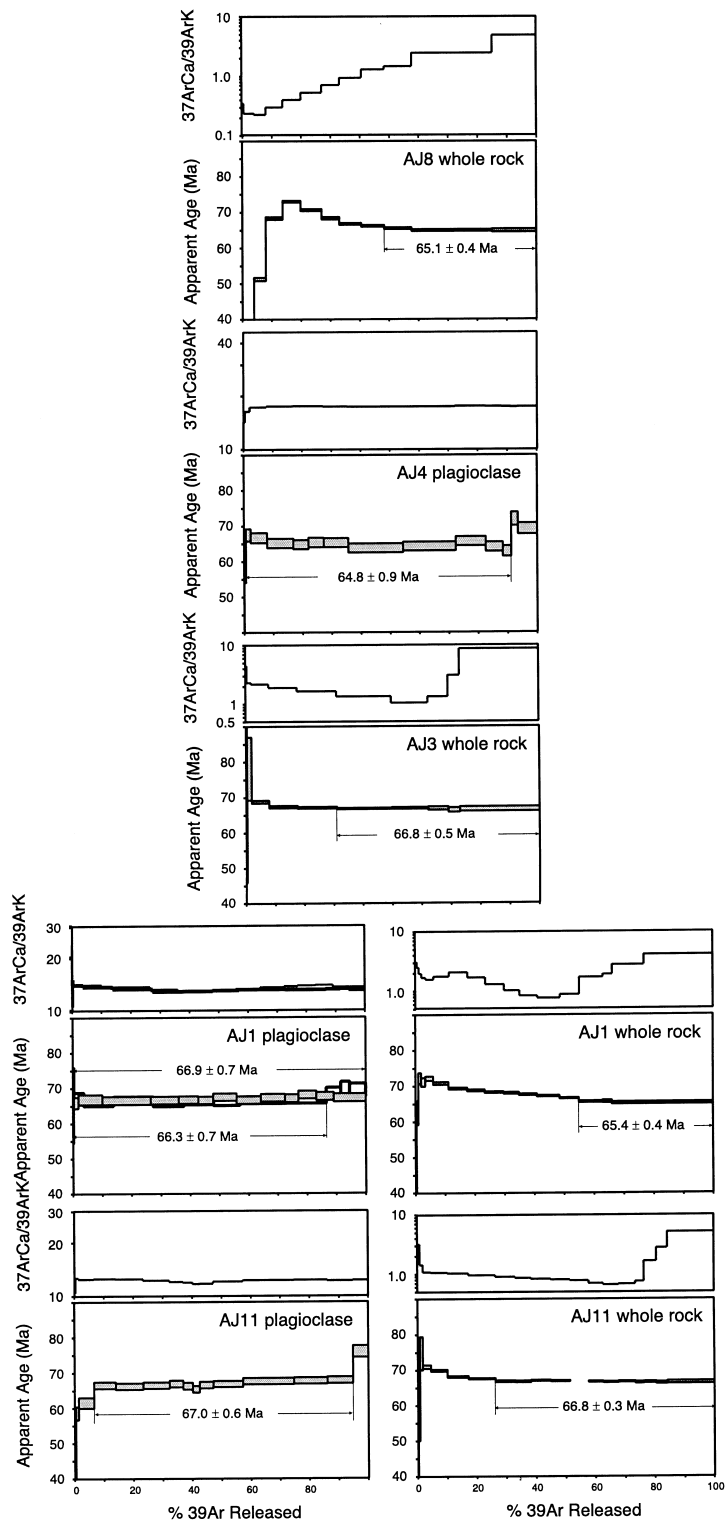 37ArCa/39ArK
10
1.0
0.1
Apparent Age (Ma)
AJ8 whole rock
80
70
60
50
40
65.1 ± 0.4 Ma
37ArCa/39ArK
40
10
Apparent Age (Ma)
AJ4 plagioclase
80
70
60
50
64.8 ± 0.9 Ma
37ArCa/39ArK
10
1
0.5
Apparent Age (Ma)
AJ3 whole rock
80
70
60
50
40
66.8 ± 0.5 Ma
37ArCa/39ArK
30
20
10
Apparent Age (Ma)
AJ1 plagioclase
80
70
60
50
40
66.9 ± 0.7 Ma
66.3 ± 0.7 Ma
10
1.0
AJ1 whole rock
80
70
60
50
40
65.4 ± 0.4 Ma
37ArCa/39ArK
30
20
10
Apparent Age (Ma)
AJ11 plagioclase
80
70
60
50
40
67.0 ± 0.6 Ma
0 20 40 60 80
% 39Ar Released
10
1.0
AJ11 whole rock
80
70
60
50
40
66.8 ± 0.3 Ma
0 20 40 60 80 100
% 39Ar Released